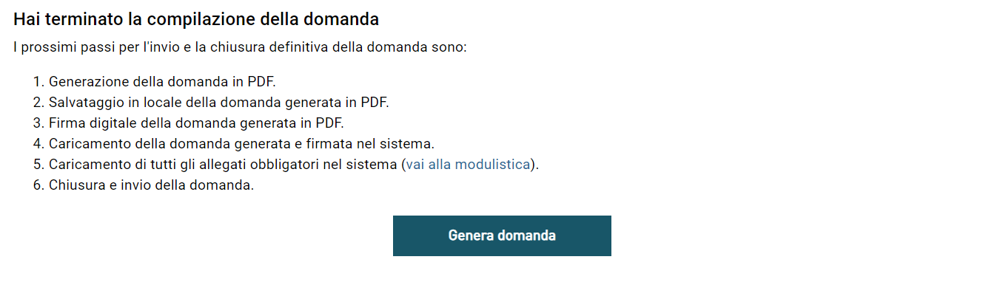 Hai terminato la compilazione della domanda
I prossimi passi per l'invio e la chiusura definitiva della domanda sono:
1. Generazione della domanda in PDF.
2. Salvataggio in locale della domanda generata in PDF.
3. Firma digitale della domanda generata in PDF.
4. Caricamento della domanda generata e firmata nel sistema.
5. Caricamento di tutti gli allegati obbligatori nel sistema (vai alla modulistica).
6. Chiusura e invio della domanda.
Genera domanda